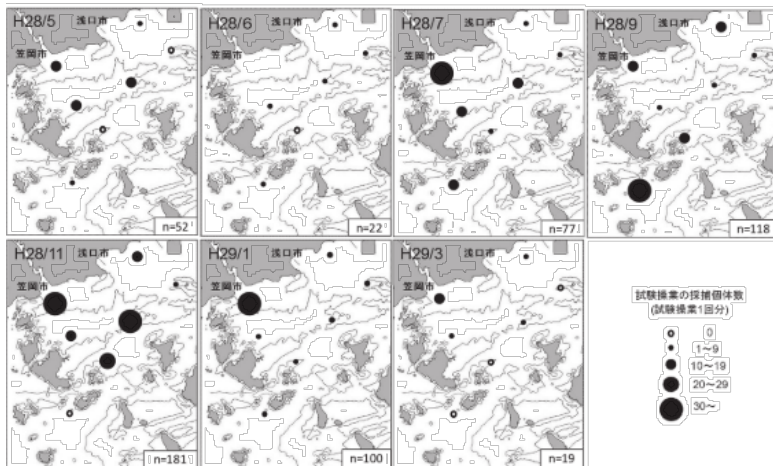 H28/5
浅口市
笠岡市
n=52
H28/6
浅口市
笠岡市
n=22
H28/7
浅口市
笠岡市
n=77
H28/9
浅口市
笠岡市
n=118
H28/11
浅口市
笠岡市
n=181
H29/1
浅口市
笠岡市
n=100
H29/3
浅口市
笠岡市
n=19
試験操業の採捕個体数
(試験操業1回分)
0
1～9
10～19
20～29
30～